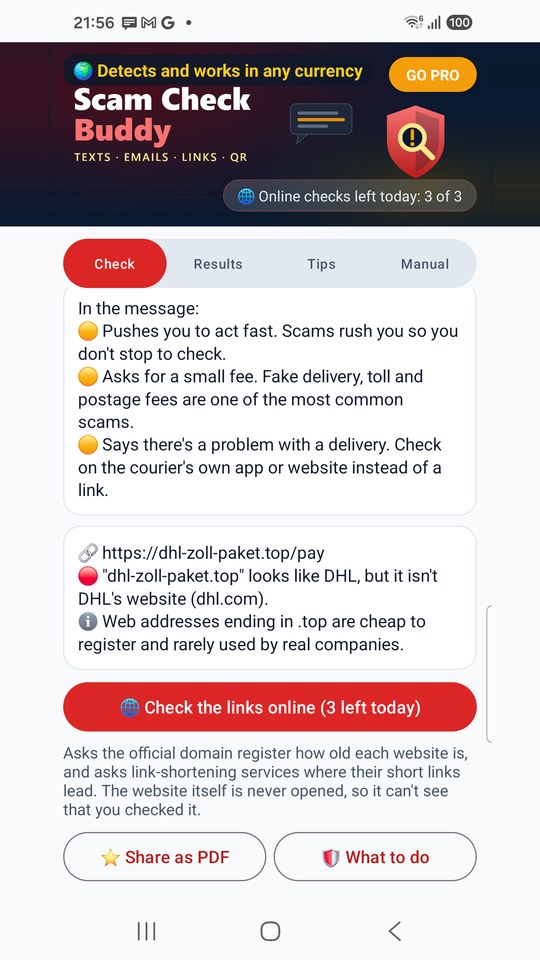 21:56
100
Detects and works in any currency
GO PRO
Scam Check
Buddy
TEXTS · EMAILS · LINKS · QR
Online checks left today: 3 of 3
Check
Results
Tips
Manual
In the message:
Pushes you to act fast. Scams rush you so you
don't stop to check.
Asks for a small fee. Fake delivery, toll and
postage fees are one of the most common
scams.
Says there's a problem with a delivery. Check
on the courier's own app or website instead of a
link.
https://dhl-zoll-paket.top/pay
"dhl-zoll-paket.top" looks like DHL, but it isn't
DHL's website (dhl.com).
Web addresses ending in .top are cheap to
register and rarely used by real companies.
Check the links online (3 left today)
Asks the official domain register how old each website is,
and asks link-shortening services where their short links
lead. The website itself is never opened, so it can't see
that you checked it.
Share as PDF
What to do